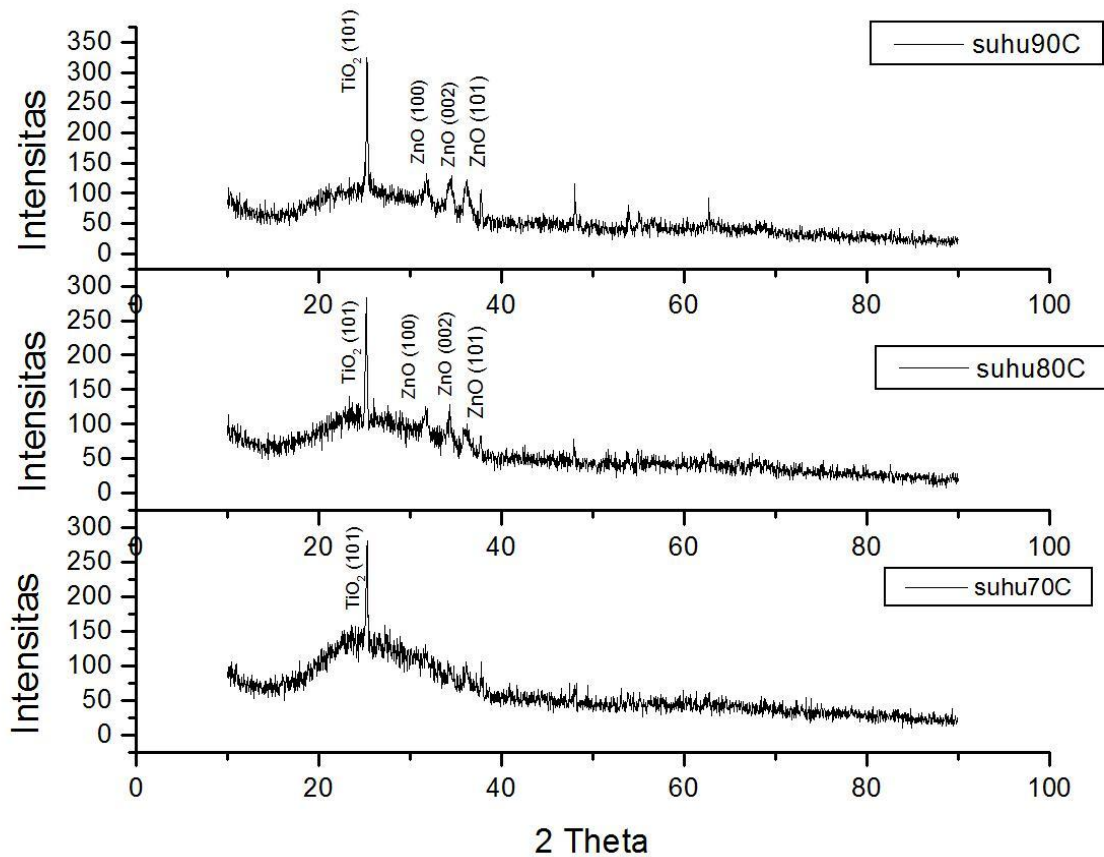 suhu90C
Intensitas
350
300
250
200
150
100
50
0
TiO₂ (101)
ZnO (100)
ZnO (002)
ZnO (101)
0 20 40 60 80 100
suhu80C
Intensitas
300
250
200
150
100
50
0
TiO₂ (101)
ZnO (100)
ZnO (002)
ZnO (101)
0 20 40 60 80 100
suhu70C
Intensitas
300
250
200
150
100
50
0
TiO₂ (101)
0 20 40 60 80 100
2 Theta